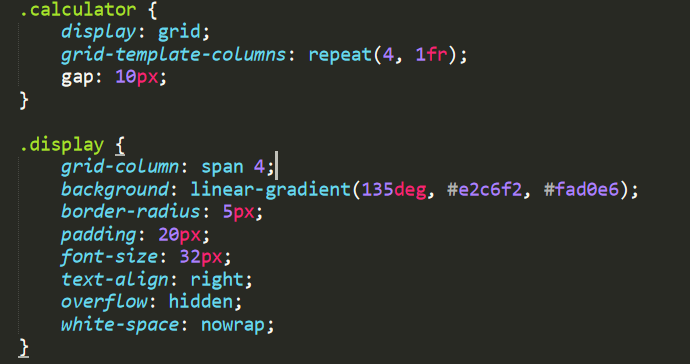 .calculator {
    display: grid;
    grid-template-columns: repeat(4, 1fr);
    gap: 10px;
}

.display {
    grid-column: span 4;
    background: linear-gradient(135deg, #e2c6f2, #fad0e6);
    border-radius: 5px;
    padding: 20px;
    font-size: 32px;
    text-align: right;
    overflow: hidden;
    white-space: nowrap;
}